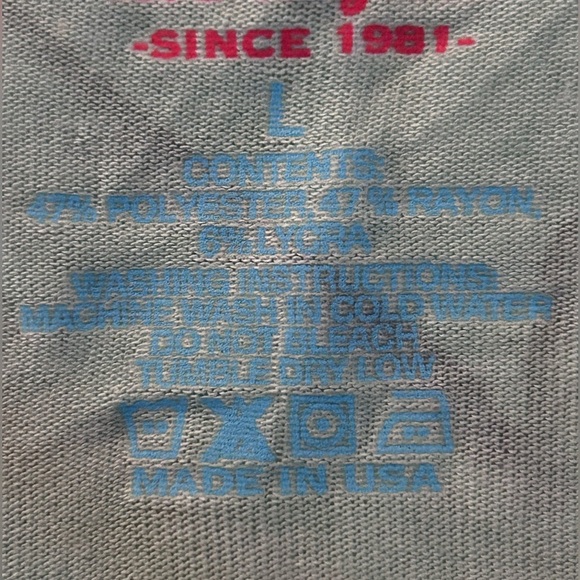 -SINCE 1981-
L
CONTENTS:
47% POLYESTER 47% RAYON,
6% LYCRA
WASHING INSTRUCTIONS
MACHINE WASH IN COLD WATER
DO NOT BLEACH
TUMBLE DRY LOW
MADE IN USA